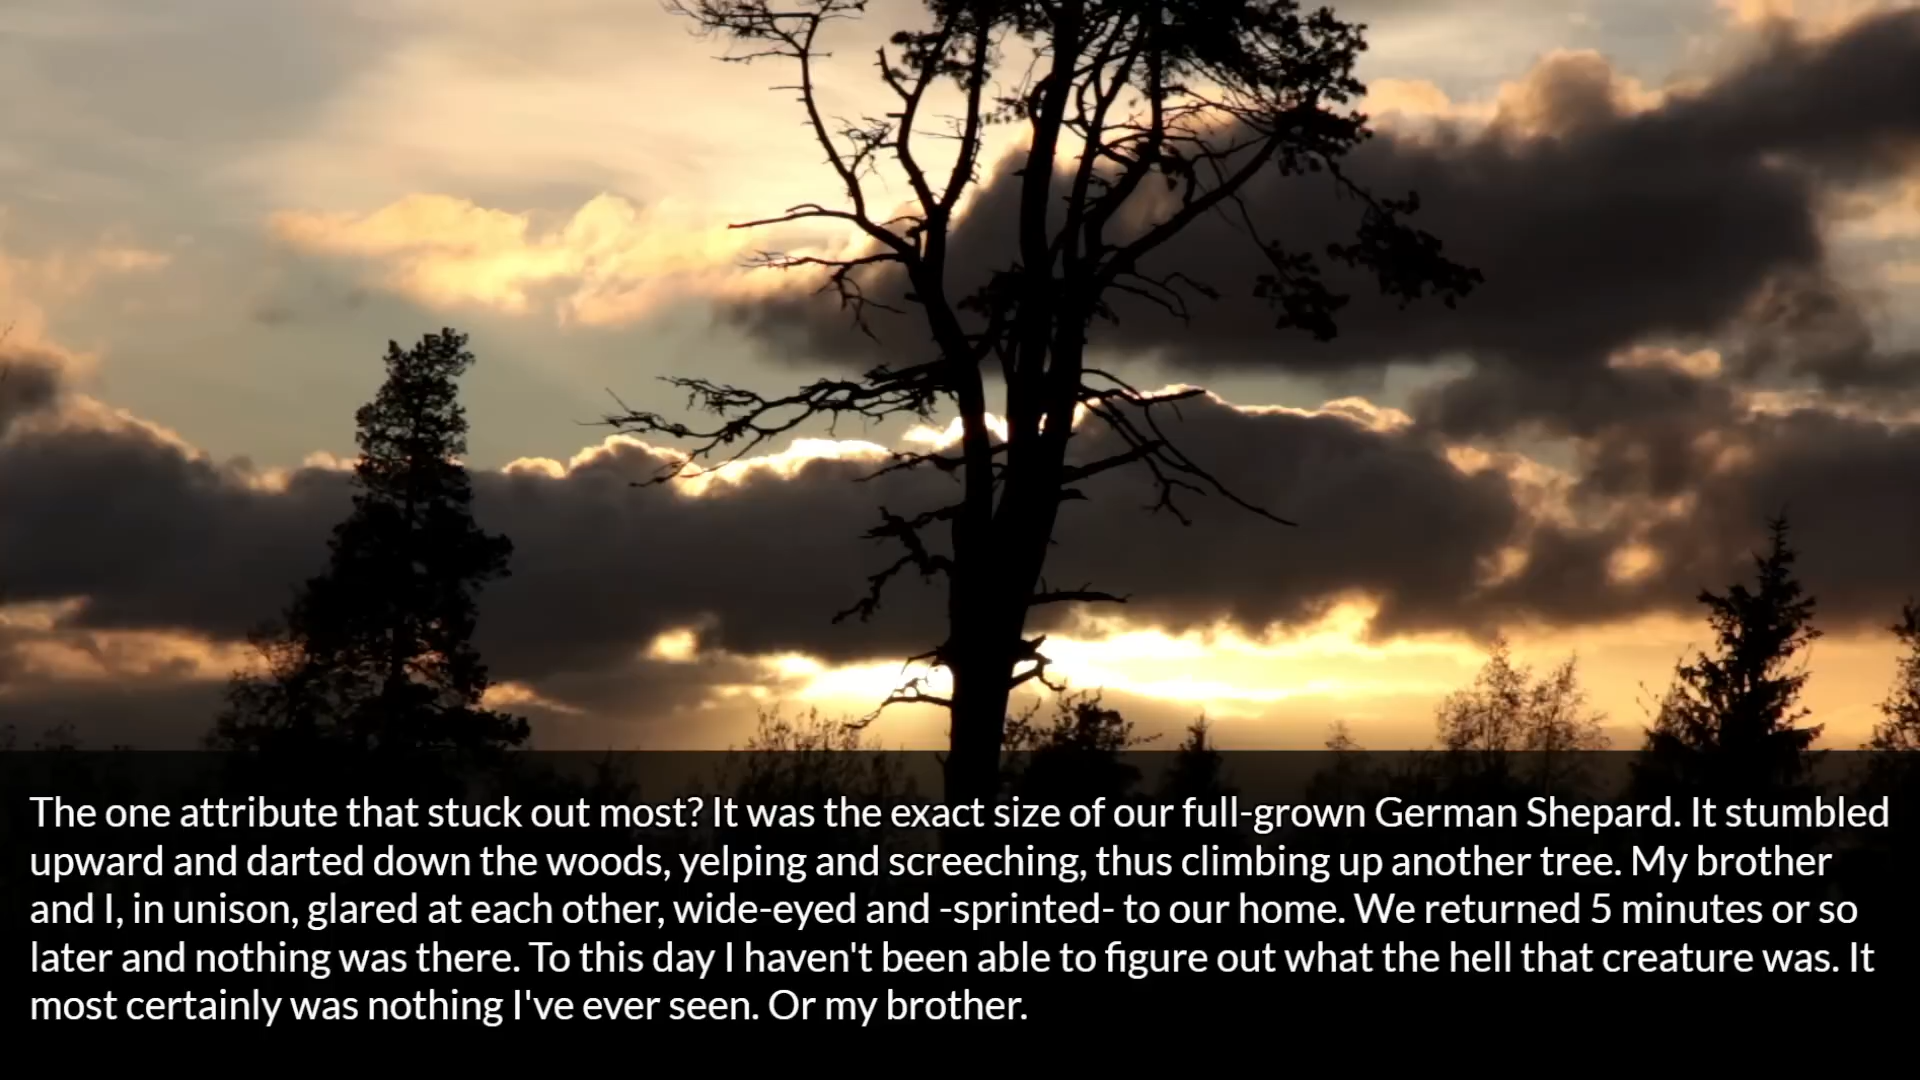 The one attribute that stuck out most? It was the exact size of our full-grown German Shepard. It stumbled
upward and darted down the woods, yelping and screeching, thus climbing up another tree. My brother
and I, in unison, glared at each other, wide-eyed and -sprinted- to our home. We returned 5 minutes or so
later and nothing was there. To this day I haven't been able to figure out what the hell that creature was. It
most certainly was nothing I've ever seen. Or my brother.